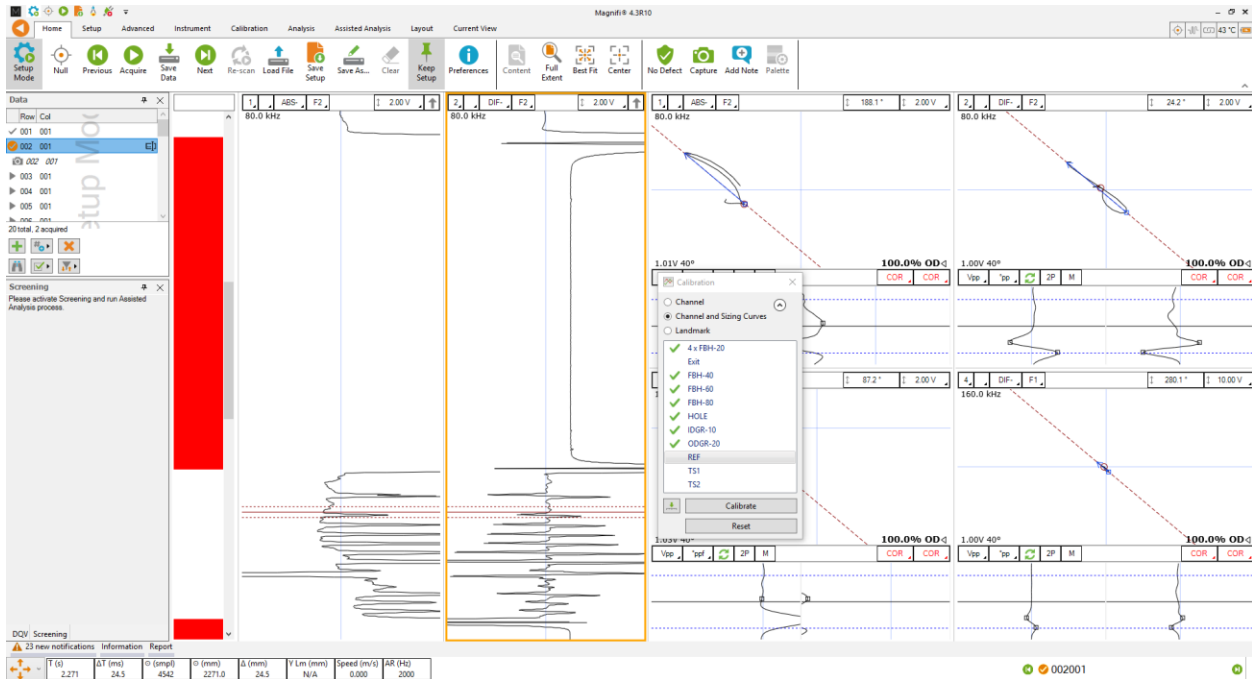 Magnifi® 4.3R10
Home Setup Advanced Instrument Calibration Analysis Assisted Analysis Layout Current View
43 °C
Setup Mode Null Previous Acquire Save Data Next Re-scan Load File Save Setup Save As... Clear Keep Setup Preferences Content Full Extent Best Fit Center No Defect Capture Add Note Palette
Data
Row Col
001 001
002 001
002 001
003 001
004 001
005 001
006 001
20 total, 2 acquired
Screening
Please activate Screening and run Assisted
Analysis process.
DQV Screening
1 ABS- F2 2.00 V
80.0 kHz
2 DIF- F2 2.00 V
80.0 kHz
1 ABS- F2 188.1 ° 2.00 V
80.0 kHz
1.01V 40° 100.0% OD
COR COR
2 DIF- F2 24.2 ° 2.00 V
80.0 kHz
1.00V 40° 100.0% OD
Vpp °pp 2P M COR COR
Calibration
Channel
Channel and Sizing Curves
Landmark
4 x FBH-20
Exit
FBH-40
FBH-60
FBH-80
HOLE
IDGR-10
ODGR-20
REF
TS1
TS2
Calibrate
Reset
87.2 ° 2.00 V
1.03V 40° 100.0% OD
Vpp °ppf 2P M COR COR
4 DIF- F1 280.1 ° 10.00 V
160.0 kHz
1.00V 40° 100.0% OD
Vpp °pp 2P M COR COR
23 new notifications Information Report
T (s) ΔT (ms) ⊙ (smpl) ⊙ (mm) Δ (mm) Y Lm (mm) Speed (m/s) AR (Hz)
2.271 24.5 4542 2271.0 24.5 N/A 0.000 2000
002001